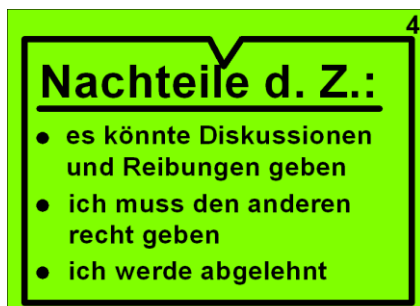 4
Nachteile d. Z.:
• es könnte Diskussionen
und Reibungen geben
• ich muss den anderen
recht geben
• ich werde abgelehnt